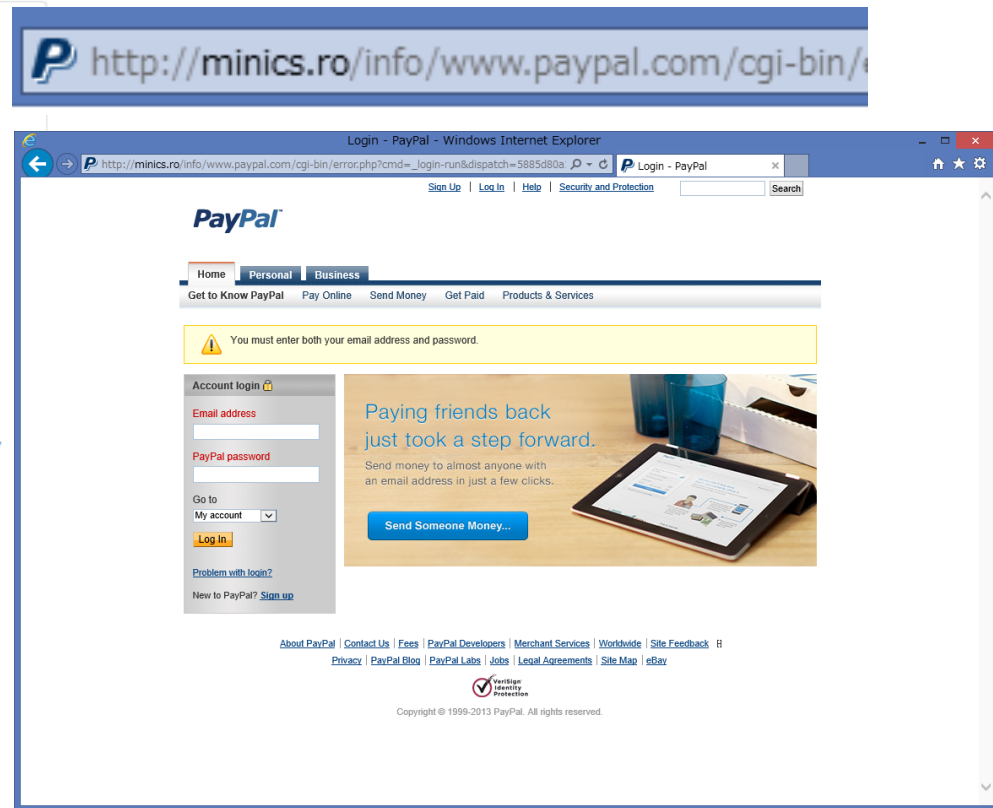 http://minics.ro/info/www.paypal.com/cgi-bin/
Login - PayPal - Windows Internet Explorer
http://minics.ro/info/www.paypal.com/cgi-bin/error.php?cmd=_login-run&dispatch=5885d80a Login - PayPal
Sign Up | Log In | Help | Security and Protection Search
PayPal
Home Personal Business
Get to Know PayPal Pay Online Send Money Get Paid Products & Services
You must enter both your email address and password.
Account login
Email address
PayPal password
Go to
My account
Log In
Problem with login?
New to PayPal? Sign up
Paying friends back
just took a step forward.
Send money to almost anyone with
an email address in just a few clicks.
Send Someone Money...
About PayPal | Contact Us | Fees | PayPal Developers | Merchant Services | Worldwide | Site Feedback
Privacy | PayPal Blog | PayPal Labs | Jobs | Legal Agreements | Site Map | eBay
VeriSign
Identity
Protection
Copyright © 1999-2013 PayPal. All rights reserved.